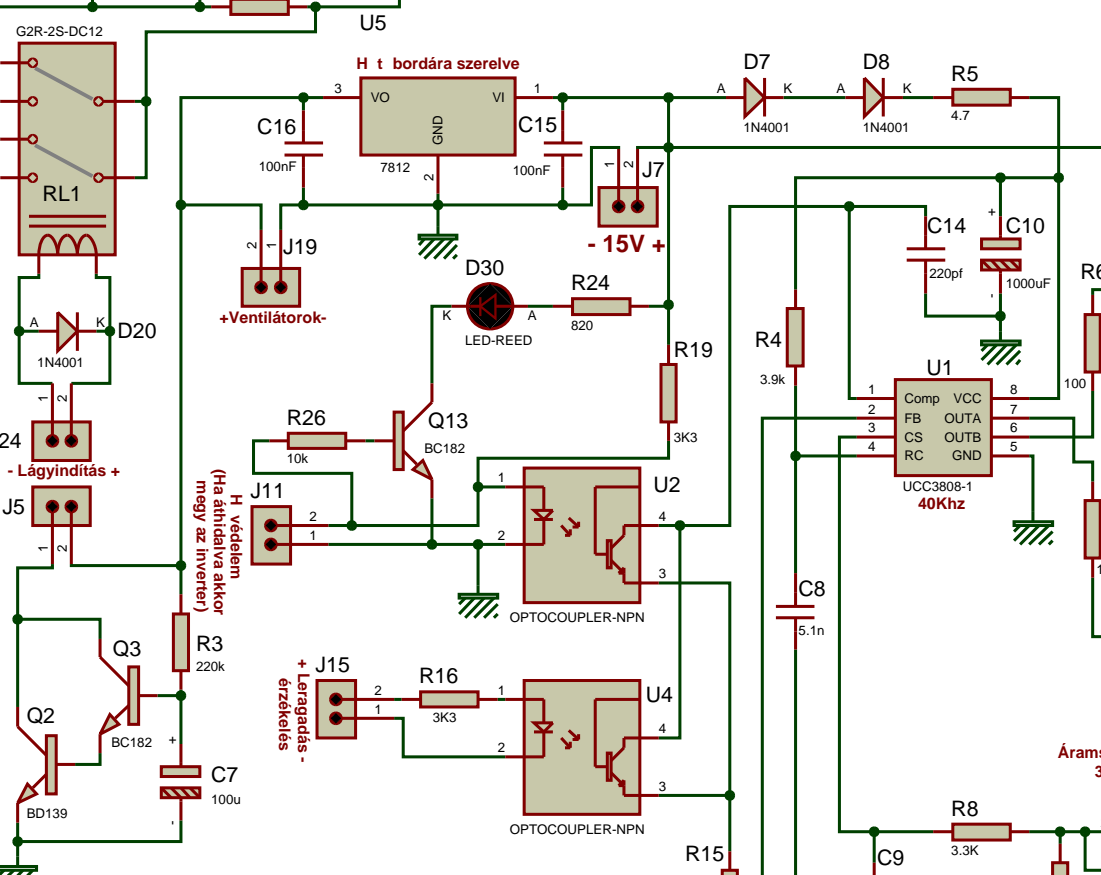 U5
G2R-2S-DC12
RL1
H t bordára szerelve
3
VO
VI
1
GND
2
7812
C16
100nF
C15
100nF
D7
A
K
1N4001
D8
A
K
1N4001
R5
4.7
1
2
J7
- 15V +
2
1
J19
+Ventilátorok-
C14
220pf
+
C10
1000uF
-
D30
K
A
LED-REED
R24
820
A
K
D20
1N4001
R4
3.9k
R19
3K3
R6
100
U1
1
Comp
VCC
8
2
FB
OUTA
7
3
CS
OUTB
6
4
RC
GND
5
UCC3808-1
40Khz
1
2
24
- Lágyindítás +
J5
1
2
R26
10k
Q13
BC182
H védelem
(Ha áthidalva akkor
megy az inverter)
J11
2
1
1
2
U2
4
3
OPTOCOUPLER-NPN
C8
5.1n
1
R3
220k
Q3
BC182
Q2
BD139
+
C7
100u
-
+ Leragadás -
érzékelés
J15
2
1
R16
3K3
1
2
U4
4
3
OPTOCOUPLER-NPN
Árams
3
R15
R8
3.3K
C9